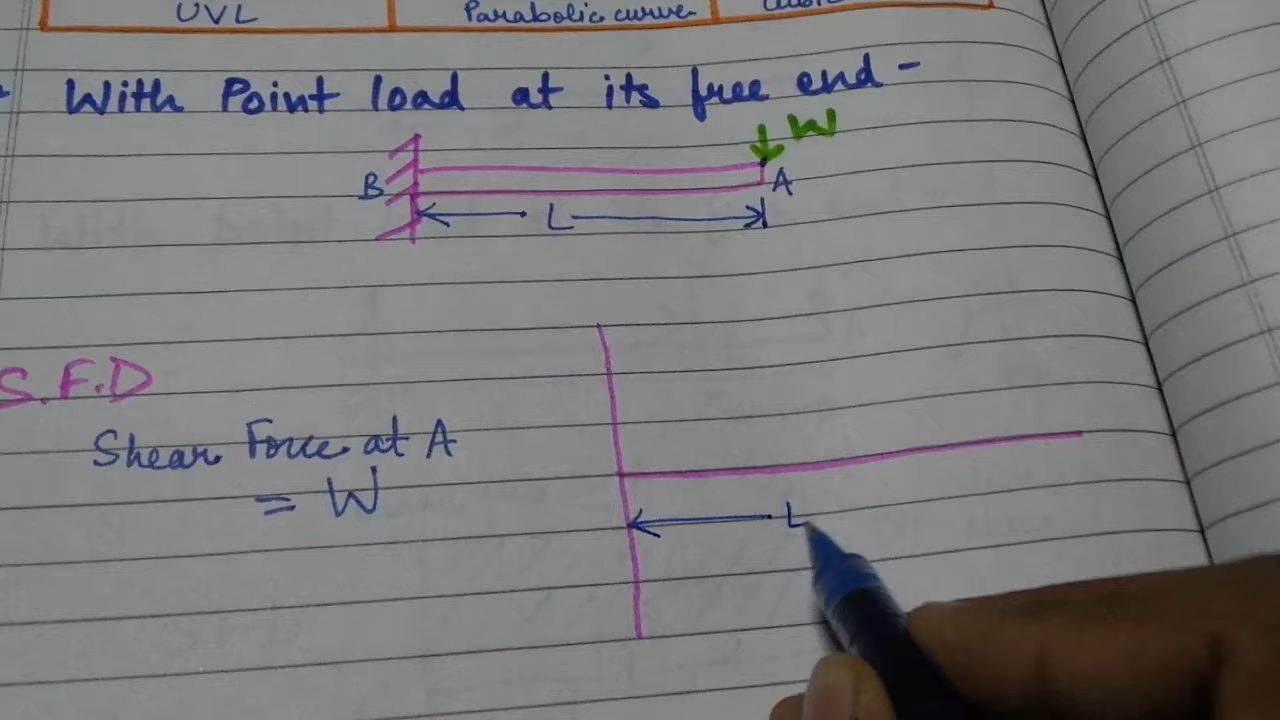 UVL Parabolic curve
With Point load at its free end -
W
B A
L
S.F.D
Shear Force at A
= W
L